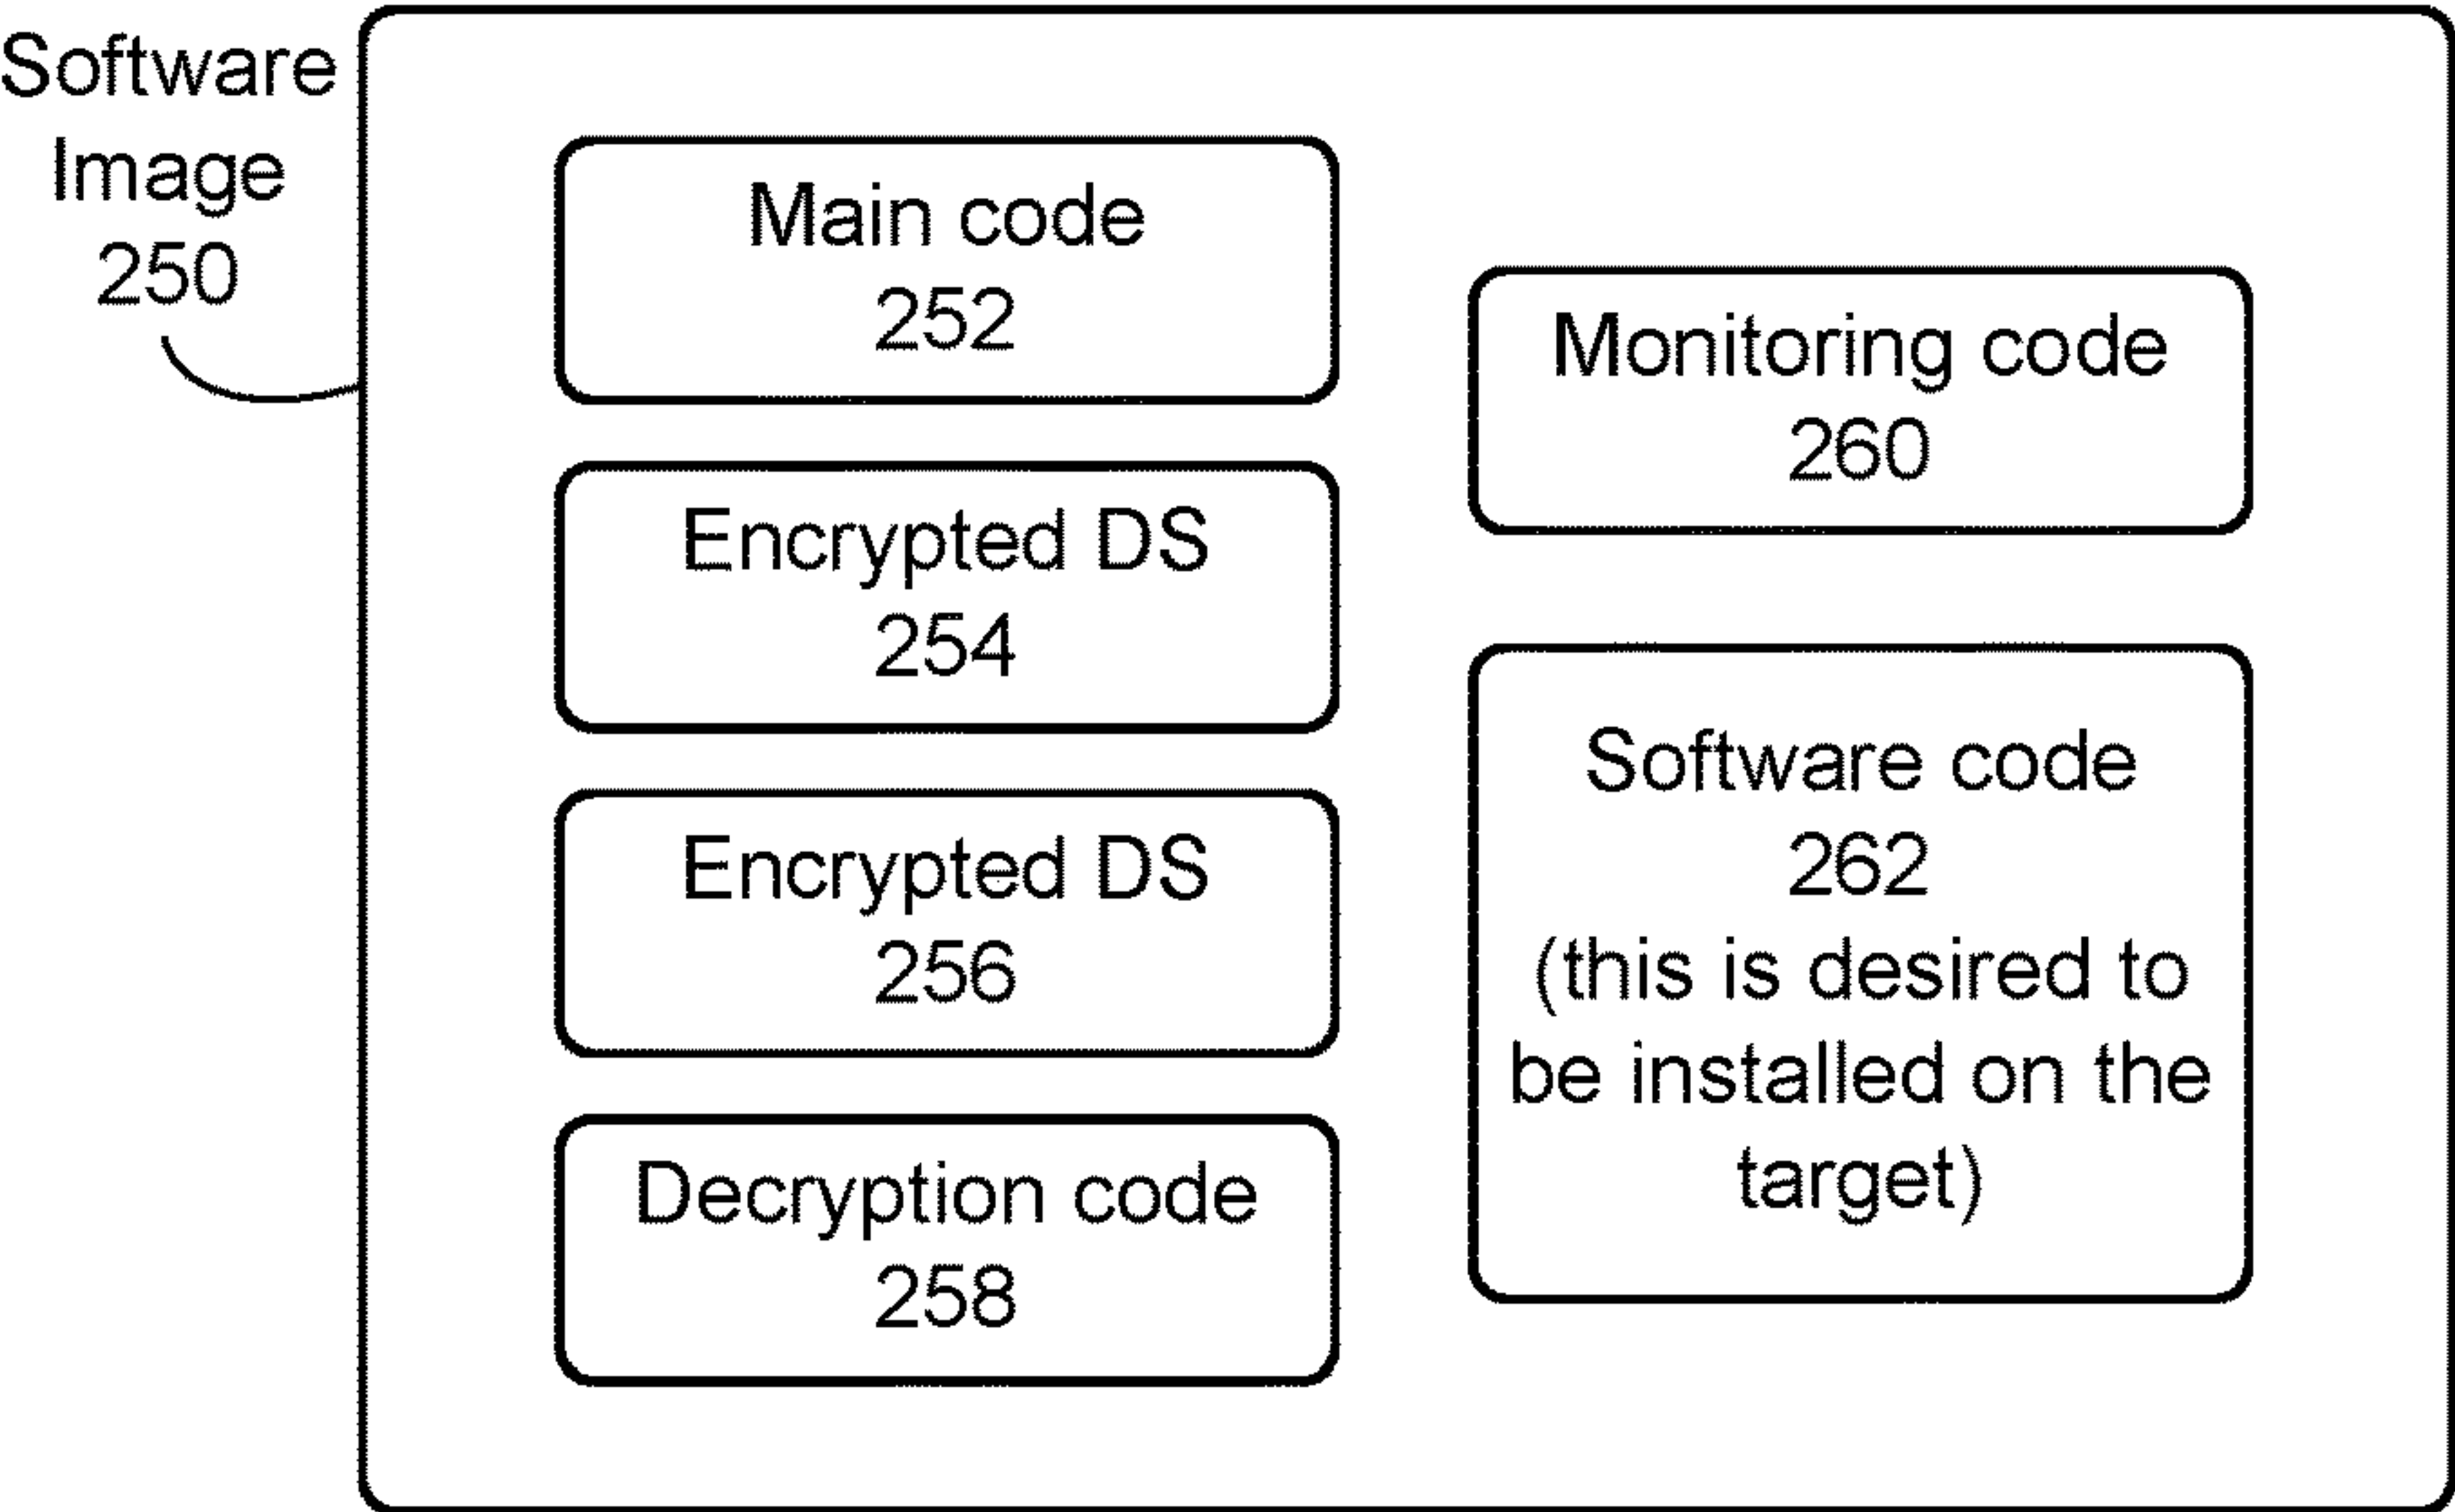 Software
Image
250
Main code
252
Encrypted DS
254
Encrypted DS
256
Decryption code
258
Monitoring code
260
Software code
262
(this is desired to
be installed on the
target)